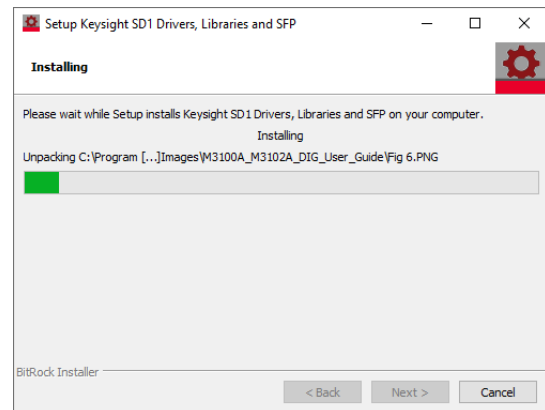 Setup Keysight SD1 Drivers, Libraries and SFP
Installing
Please wait while Setup installs Keysight SD1 Drivers, Libraries and SFP on your computer.
Installing
Unpacking C:\Program [...]Images\M3100A_M3102A_DIG_User_Guide\Fig 6.PNG
BitRock Installer
< Back Next > Cancel